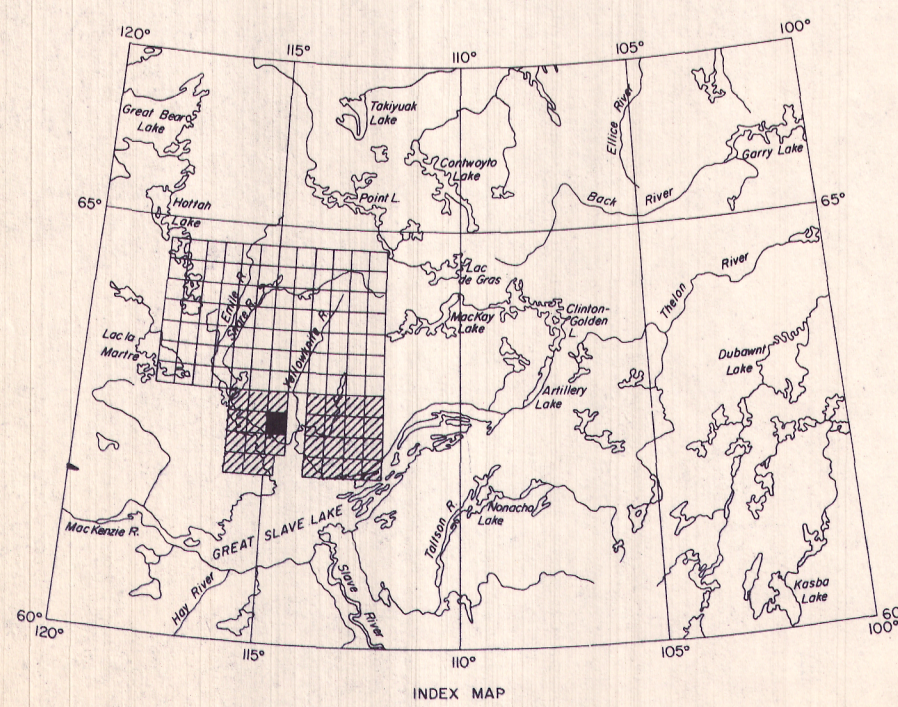 120°
115°
110°
105°
100°
Great Bear
Lake
Takiyuak
Lake
Ellice River
Contwoyto
Lake
Garry Lake
65°
Hottah
Lake
Point L.
Back
River
65°
Lac
de Gras
Emile R.
Snare R.
Yellowknife R.
MacKay
Lake
Clinton-
Golden
Thelon
River
Lac la
Martre
Dubawnt
Lake
Artillery
Lake
MacKenzie R.
GREAT SLAVE LAKE
Taltson R.
Nonacho
Lake
Hay River
Slave
River
Kasba
Lake
60°
120°
115°
110°
105°
60
100°
INDEX MAP